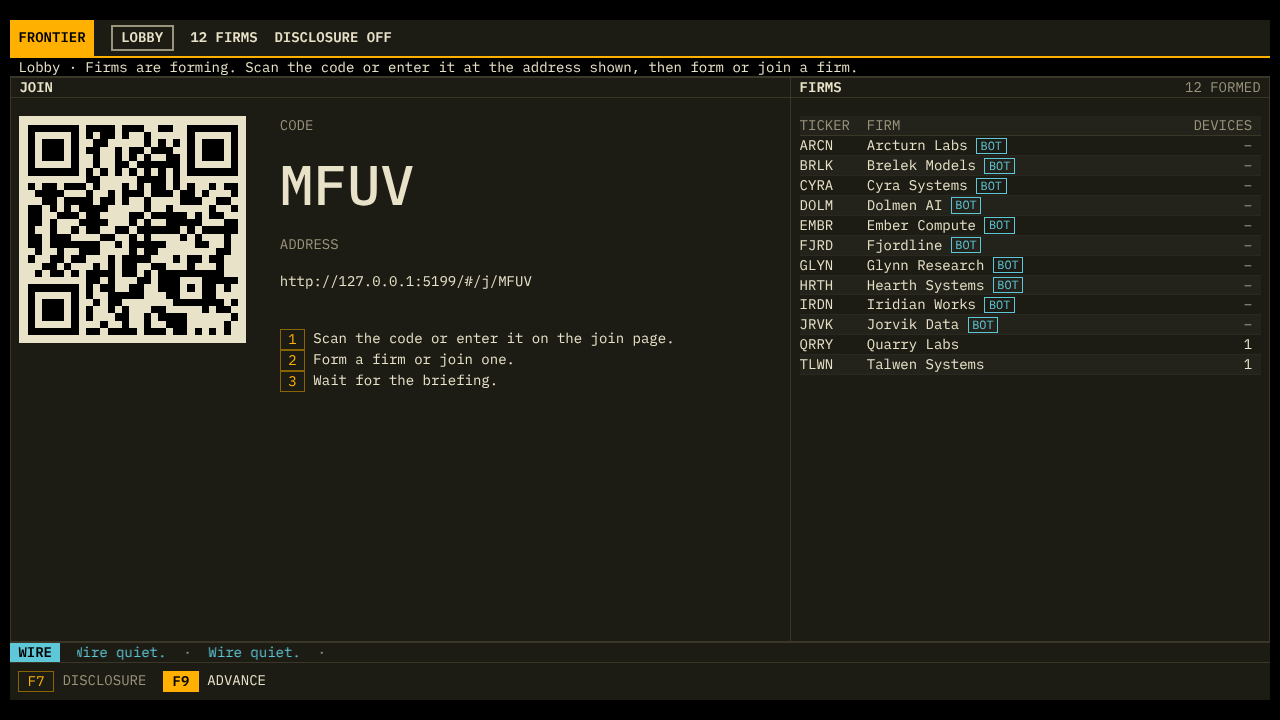 FRONTIER LOBBY 12 FIRMS DISCLOSURE OFF
Lobby · Firms are forming. Scan the code or enter it at the address shown, then form or join a firm.
JOIN
CODE
MFUV
ADDRESS
http://127.0.0.1:5199/#/j/MFUV
1 Scan the code or enter it on the join page.
2 Form a firm or join one.
3 Wait for the briefing.
FIRMS 12 FORMED
TICKER FIRM DEVICES
ARCN Arcturn Labs BOT –
BRLK Brelek Models BOT –
CYRA Cyra Systems BOT –
DOLM Dolmen AI BOT –
EMBR Ember Compute BOT –
FJRD Fjordline BOT –
GLYN Glynn Research BOT –
HRTH Hearth Systems BOT –
IRDN Iridian Works BOT –
JRVK Jorvik Data BOT –
QRRY Quarry Labs 1
TLWN Talwen Systems 1
WIRE Wire quiet. · Wire quiet. ·
F7 DISCLOSURE F9 ADVANCE